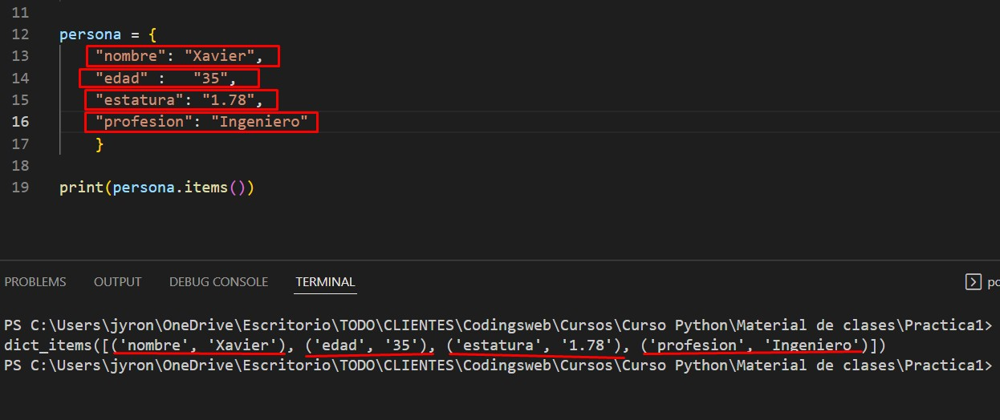 11
12 persona = {
13 "nombre": "Xavier",
14 "edad" : "35",
15 "estatura": "1.78",
16 "profesion": "Ingeniero"
17 }
18
19 print(persona.items())
PROBLEMS OUTPUT DEBUG CONSOLE TERMINAL
PS C:\Users\jyron\OneDrive\Escritorio\TODO\CLIENTES\Codingsweb\Cursos\Curso Python\Material de clases\Practica1>
dict_items([('nombre', 'Xavier'), ('edad', '35'), ('estatura', '1.78'), ('profesion', 'Ingeniero')])
PS C:\Users\jyron\OneDrive\Escritorio\TODO\CLIENTES\Codingsweb\Cursos\Curso Python\Material de clases\Practica1>